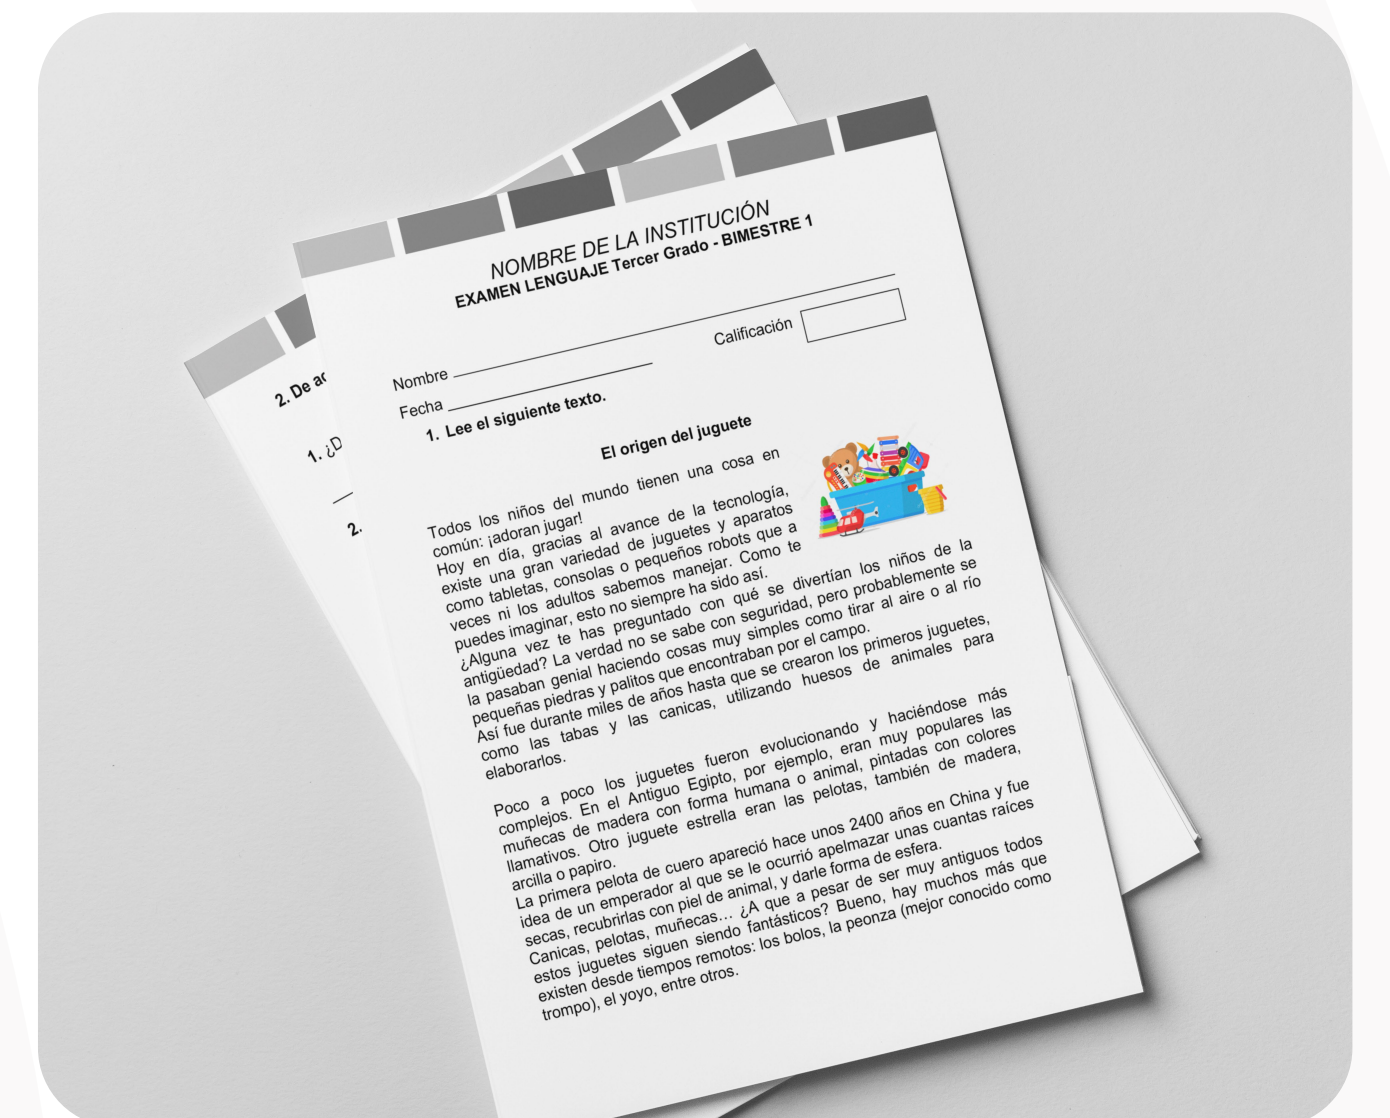 NOMBRE DE LA INSTITUCIÓN
EXAMEN LENGUAJE Tercer Grado - BIMESTRE 1
Nombre
Calificación
Fecha
1. Lee el siguiente texto.
El origen del juguete
Todos los niños del mundo tienen una cosa en
común: ¡adoran jugar!
Hoy en día, gracias al avance de la tecnología,
existe una gran variedad de juguetes y aparatos
como tabletas, consolas o pequeños robots que a
veces ni los adultos sabemos manejar. Como te
puedes imaginar, esto no siempre ha sido así.
¿Alguna vez te has preguntado con qué se divertían los niños de la
antigüedad? La verdad no se sabe con seguridad, pero probablemente se
la pasaban genial haciendo cosas muy simples como tirar al aire o al río
pequeñas piedras y palitos que encontraban por el campo.
Así fue durante miles de años hasta que se crearon los primeros juguetes,
como las tabas y las canicas, utilizando huesos de animales para
elaborarlos.
Poco a poco los juguetes fueron evolucionando y haciéndose más
complejos. En el Antiguo Egipto, por ejemplo, eran muy populares las
muñecas de madera con forma humana o animal, pintadas con colores
llamativos. Otro juguete estrella eran las pelotas, también de madera,
arcilla o papiro.
La primera pelota de cuero apareció hace unos 2400 años en China y fue
idea de un emperador al que se le ocurrió apelmazar unas cuantas raíces
secas, recubrirlas con piel de animal, y darle forma de esfera.
Canicas, pelotas, muñecas… ¿A que a pesar de ser muy antiguos todos
estos juguetes siguen siendo fantásticos? Bueno, hay muchos más que
existen desde tiempos remotos: los bolos, la peonza (mejor conocido como
trompo), el yoyo, entre otros.
2. De ac
1. ¿D
2.